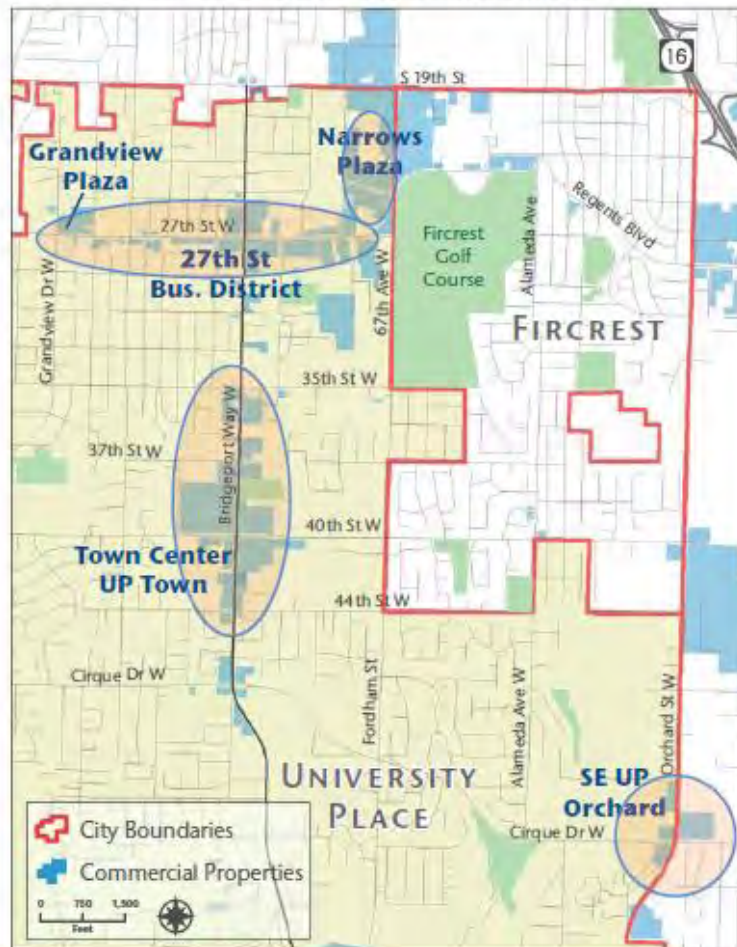 16
S 19th St
Grandview
Plaza
Narrows
Plaza
27th St W
27th St
Bus. District
Regents Blvd
Alameda Ave
Fircrest
Golf
Course
67th Ave W
Grandview Dr W
FIRCREST
35th St W
Bridgeport Way W
37th St W
40th St W
Town Center
UP Town
44th St W
Cirque Dr W
Fordham St
Alameda Ave W
Orchard St W
UNIVERSITY
PLACE
SE UP
Orchard
Cirque Dr W
City Boundaries
Commercial Properties
0 750 1,500
Feet